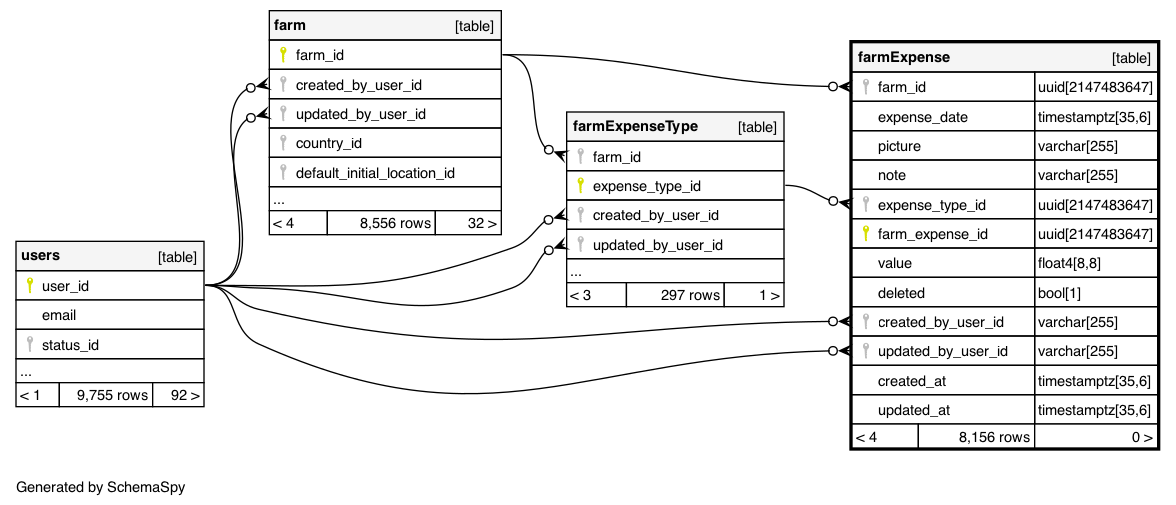 farm [table]
farm_id
created_by_user_id
updated_by_user_id
country_id
default_initial_location_id
...
< 4 8,556 rows 32 >
users [table]
user_id
email
status_id
...
< 1 9,755 rows 92 >
farmExpenseType [table]
farm_id
expense_type_id
created_by_user_id
updated_by_user_id
...
< 3 297 rows 1 >
farmExpense [table]
farm_id uuid[2147483647]
expense_date timestamptz[35,6]
picture varchar[255]
note varchar[255]
expense_type_id uuid[2147483647]
farm_expense_id uuid[2147483647]
value float4[8,8]
deleted bool[1]
created_by_user_id varchar[255]
updated_by_user_id varchar[255]
created_at timestamptz[35,6]
updated_at timestamptz[35,6]
< 4 8,156 rows 0 >
Generated by SchemaSpy